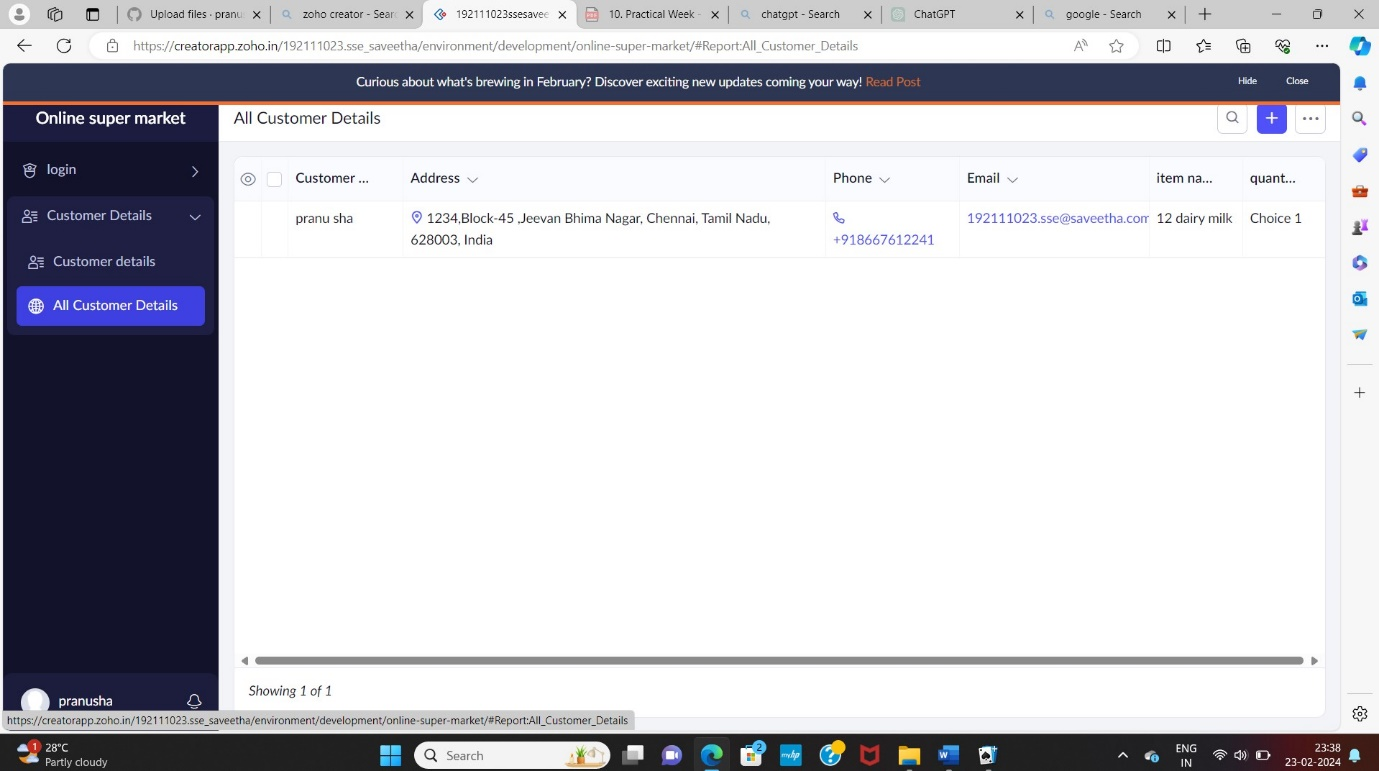 Upload files · pranu
zoho creator - Sear
192111023ssesavee
10. Practical Week -
chatgpt - Search
ChatGPT
google - Search
https://creatorapp.zoho.in/192111023.sse_saveetha/environment/development/online-super-market/#Report:All_Customer_Details
Curious about what's brewing in February? Discover exciting new updates coming your way! Read Post
Hide
Close
Online super market
All Customer Details
login
Customer Details
Customer details
All Customer Details
Customer ...
Address
Phone
Email
item na...
quant...
pranu sha
1234,Block-45 ,Jeevan Bhima Nagar, Chennai, Tamil Nadu,
628003, India
+918667612241
192111023.sse@saveetha.com
12 dairy milk
Choice 1
Showing 1 of 1
pranusha
https://creatorapp.zoho.in/192111023.sse_saveetha/environment/development/online-super-market/#Report:All_Customer_Details
1
28°C
Partly cloudy
Search
2
myhp
ENG
IN
23:38
23-02-2024